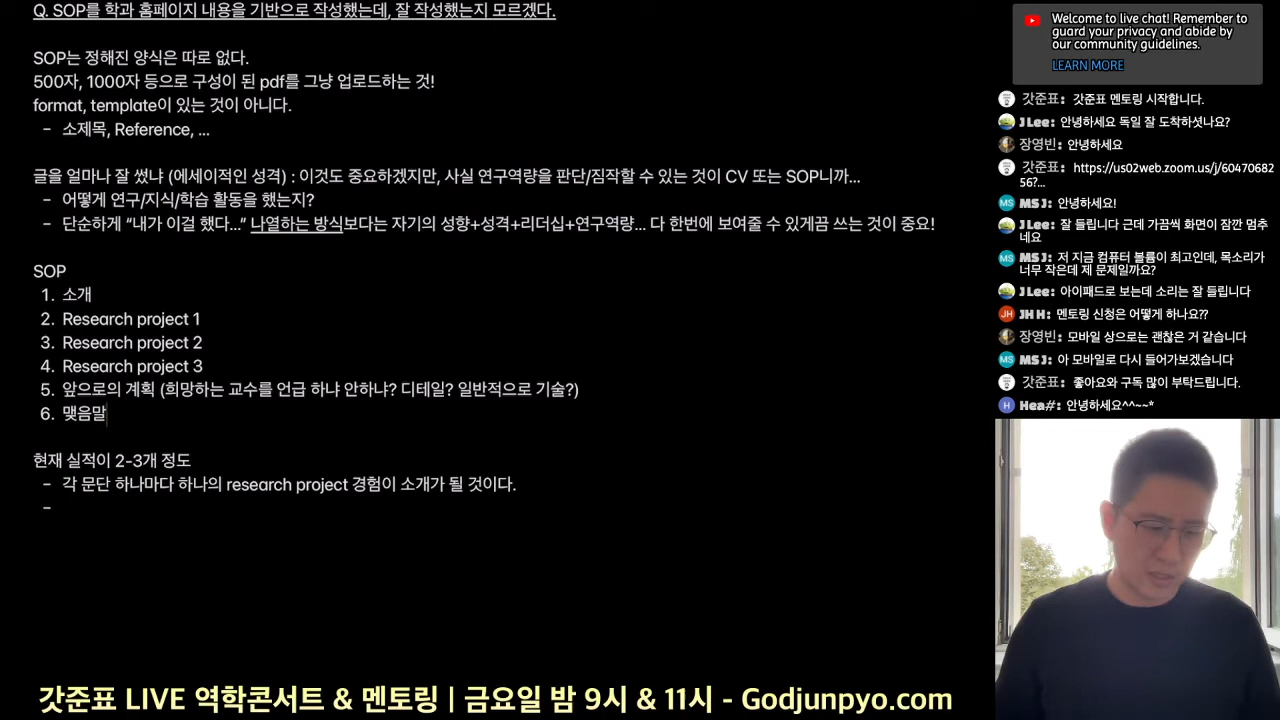 Q. SOP를 학과 홈페이지 내용을 기반으로 작성했는데, 잘 작성했는지 모르겠다.
SOP는 정해진 양식은 따로 없다.
500자, 1000자 등으로 구성이 된 pdf를 그냥 업로드하는 것!
format, template이 있는 것이 아니다.
- 소제목, Reference, ...
글을 얼마나 잘 썼냐 (에세이적인 성격) : 이것도 중요하겠지만, 사실 연구역량을 판단/짐작할 수 있는 것이 CV 또는 SOP니까...
- 어떻게 연구/지식/학습 활동을 했는지?
- 단순하게 “내가 이걸 했다...” 나열하는 방식보다는 자기의 성향+성격+리더십+연구역량... 다 한번에 보여줄 수 있게끔 쓰는 것이 중요!
SOP
1. 소개
2. Research project 1
3. Research project 2
4. Research project 3
5. 앞으로의 계획 (희망하는 교수를 언급 하냐 안하냐? 디테일? 일반적으로 기술?)
6. 맺음말
현재 실적이 2-3개 정도
- 각 문단 하나마다 하나의 research project 경험이 소개가 될 것이다.
-
Welcome to live chat! Remember to
guard your privacy and abide by
our community guidelines.
LEARN MORE
갓준표: 갓준표 멘토링 시작합니다.
J Lee: 안녕하세요 독일 잘 도착하셧나요?
장영빈: 안녕하세요
갓준표: https://us02web.zoom.us/j/60470682
56?...
MS MS J: 안녕하세요!
J Lee: 잘 들립니다 근데 가끔씩 화면이 잠깐 멈추
네요
MS MS J: 저 지금 컴퓨터 볼륨이 최고인데, 목소리가
너무 작은데 제 문제일까요?
J Lee: 아이패드로 보는데 소리는 잘 들립니다
JH JH H: 멘토링 신청은 어떻게 하나요??
장영빈: 모바일 상으로는 괜찮은 거 같습니다
MS MS J: 아 모바일로 다시 들어가보겠습니다
갓준표: 좋아요와 구독 많이 부탁드립니다.
H Hea#: 안녕하세요^^~~*
갓준표 LIVE 역학콘서트 & 멘토링 | 금요일 밤 9시 & 11시 - Godjunpyo.com